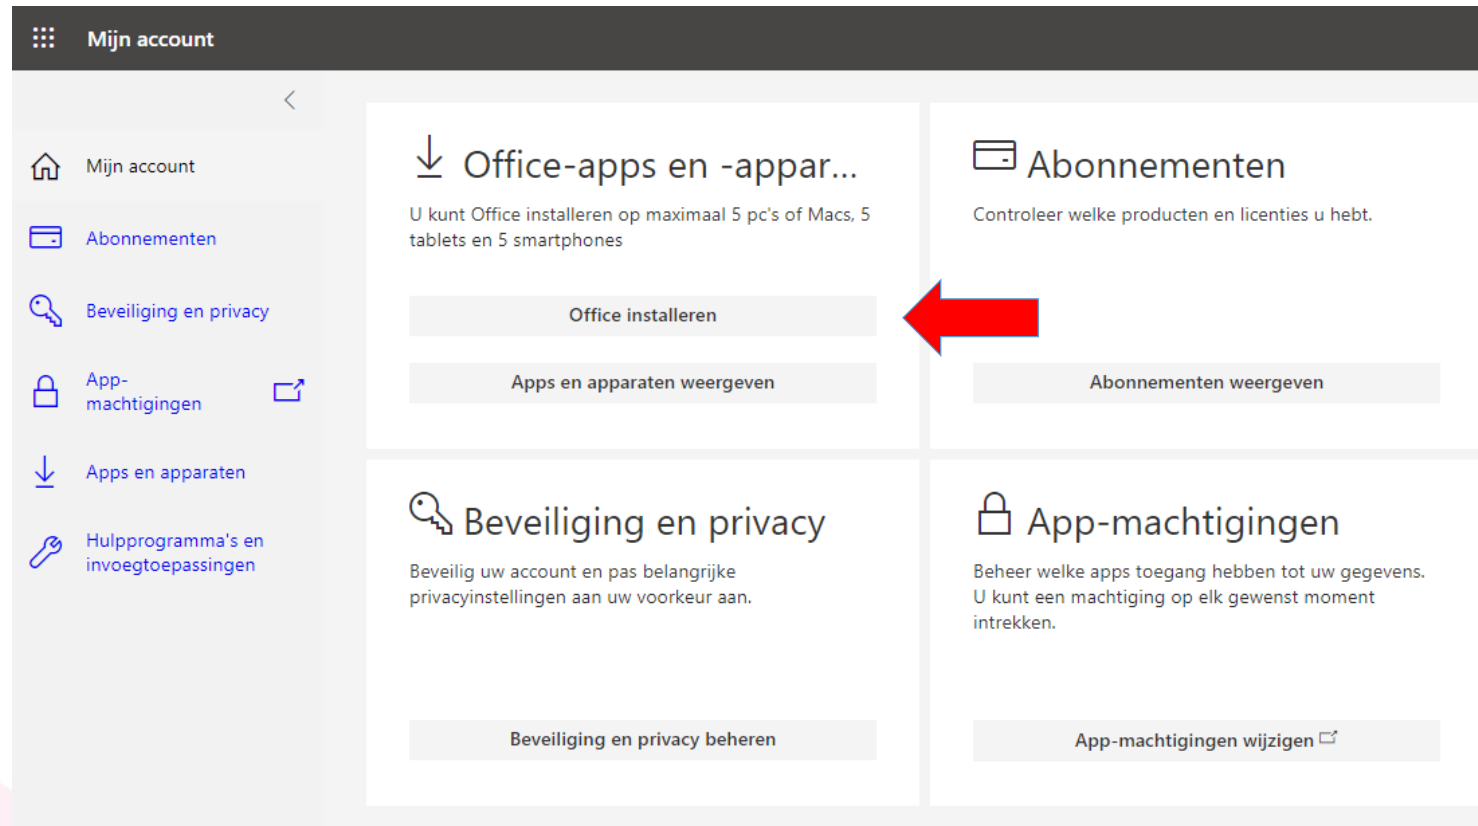 Mijn account
Mijn account
Abonnementen
Beveiliging en privacy
App-
machtigingen
Apps en apparaten
Hulpprogramma's en
invoegtoepassingen
Office-apps en -appar...
U kunt Office installeren op maximaal 5 pc's of Macs, 5
tablets en 5 smartphones
Office installeren
Apps en apparaten weergeven
Abonnementen
Controleer welke producten en licenties u hebt.
Abonnementen weergeven
Beveiliging en privacy
Beveilig uw account en pas belangrijke
privacyinstellingen aan uw voorkeur aan.
Beveiliging en privacy beheren
App-machtigingen
Beheer welke apps toegang hebben tot uw gegevens.
U kunt een machtiging op elk gewenst moment
intrekken.
App-machtigingen wijzigen